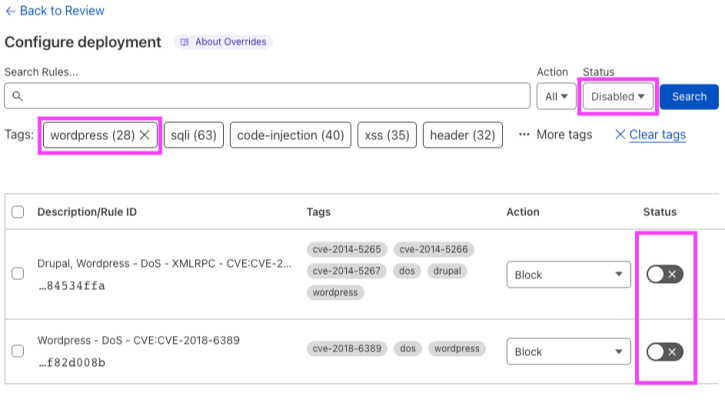 ← Back to Review
Configure deployment
About Overrides
Search Rules...
Action
Status
All
Disabled
Search
Tags:
wordpress (28)
sqli (63)
code-injection (40)
xss (35)
header (32)
··· More tags
Clear tags
Description/Rule ID
Tags
Action
Status
Drupal, Wordpress - DoS - XMLRPC - CVE:CVE-2...
...84534ffa
cve-2014-5265
cve-2014-5266
cve-2014-5267
dos
drupal
wordpress
Block
Wordpress - DoS - CVE:CVE-2018-6389
...f82d008b
cve-2018-6389
dos
wordpress
Block